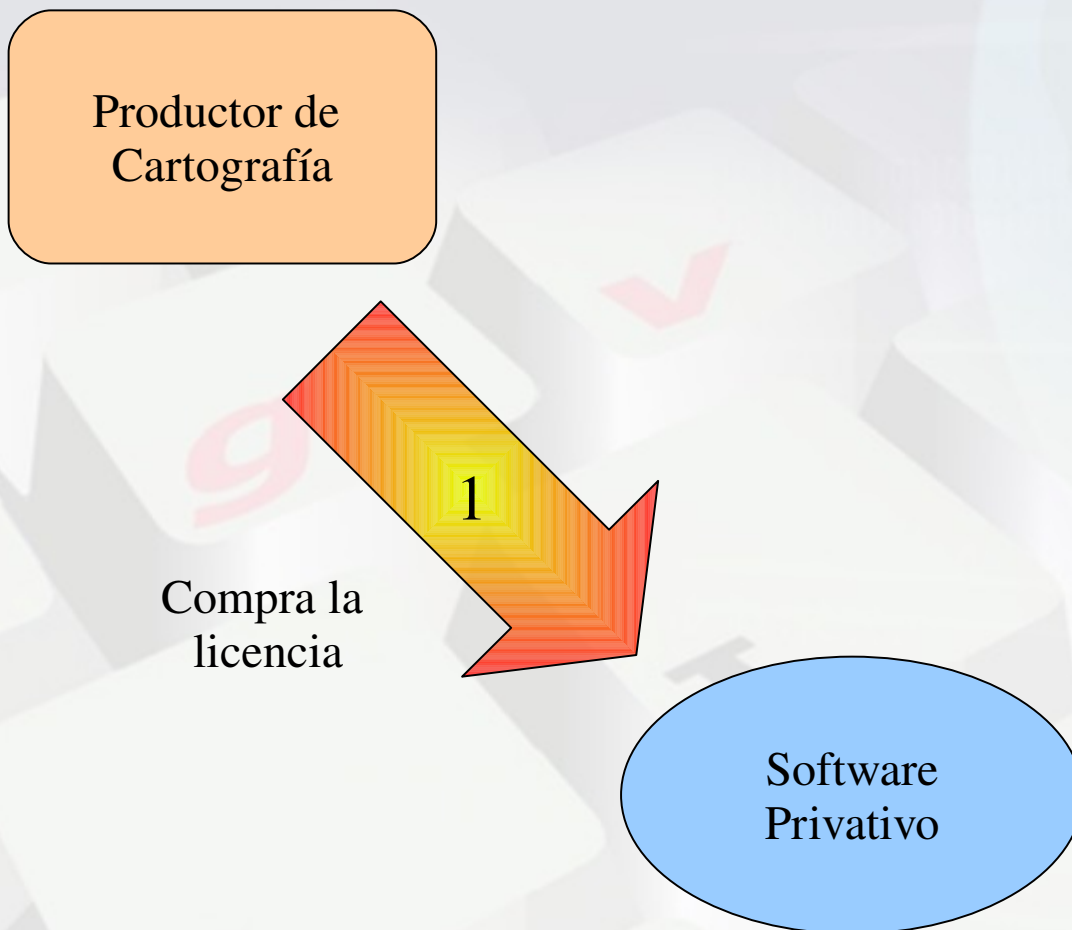 Productor de
Cartografía
g
v
1
Compra la
licencia
Software
Privativo